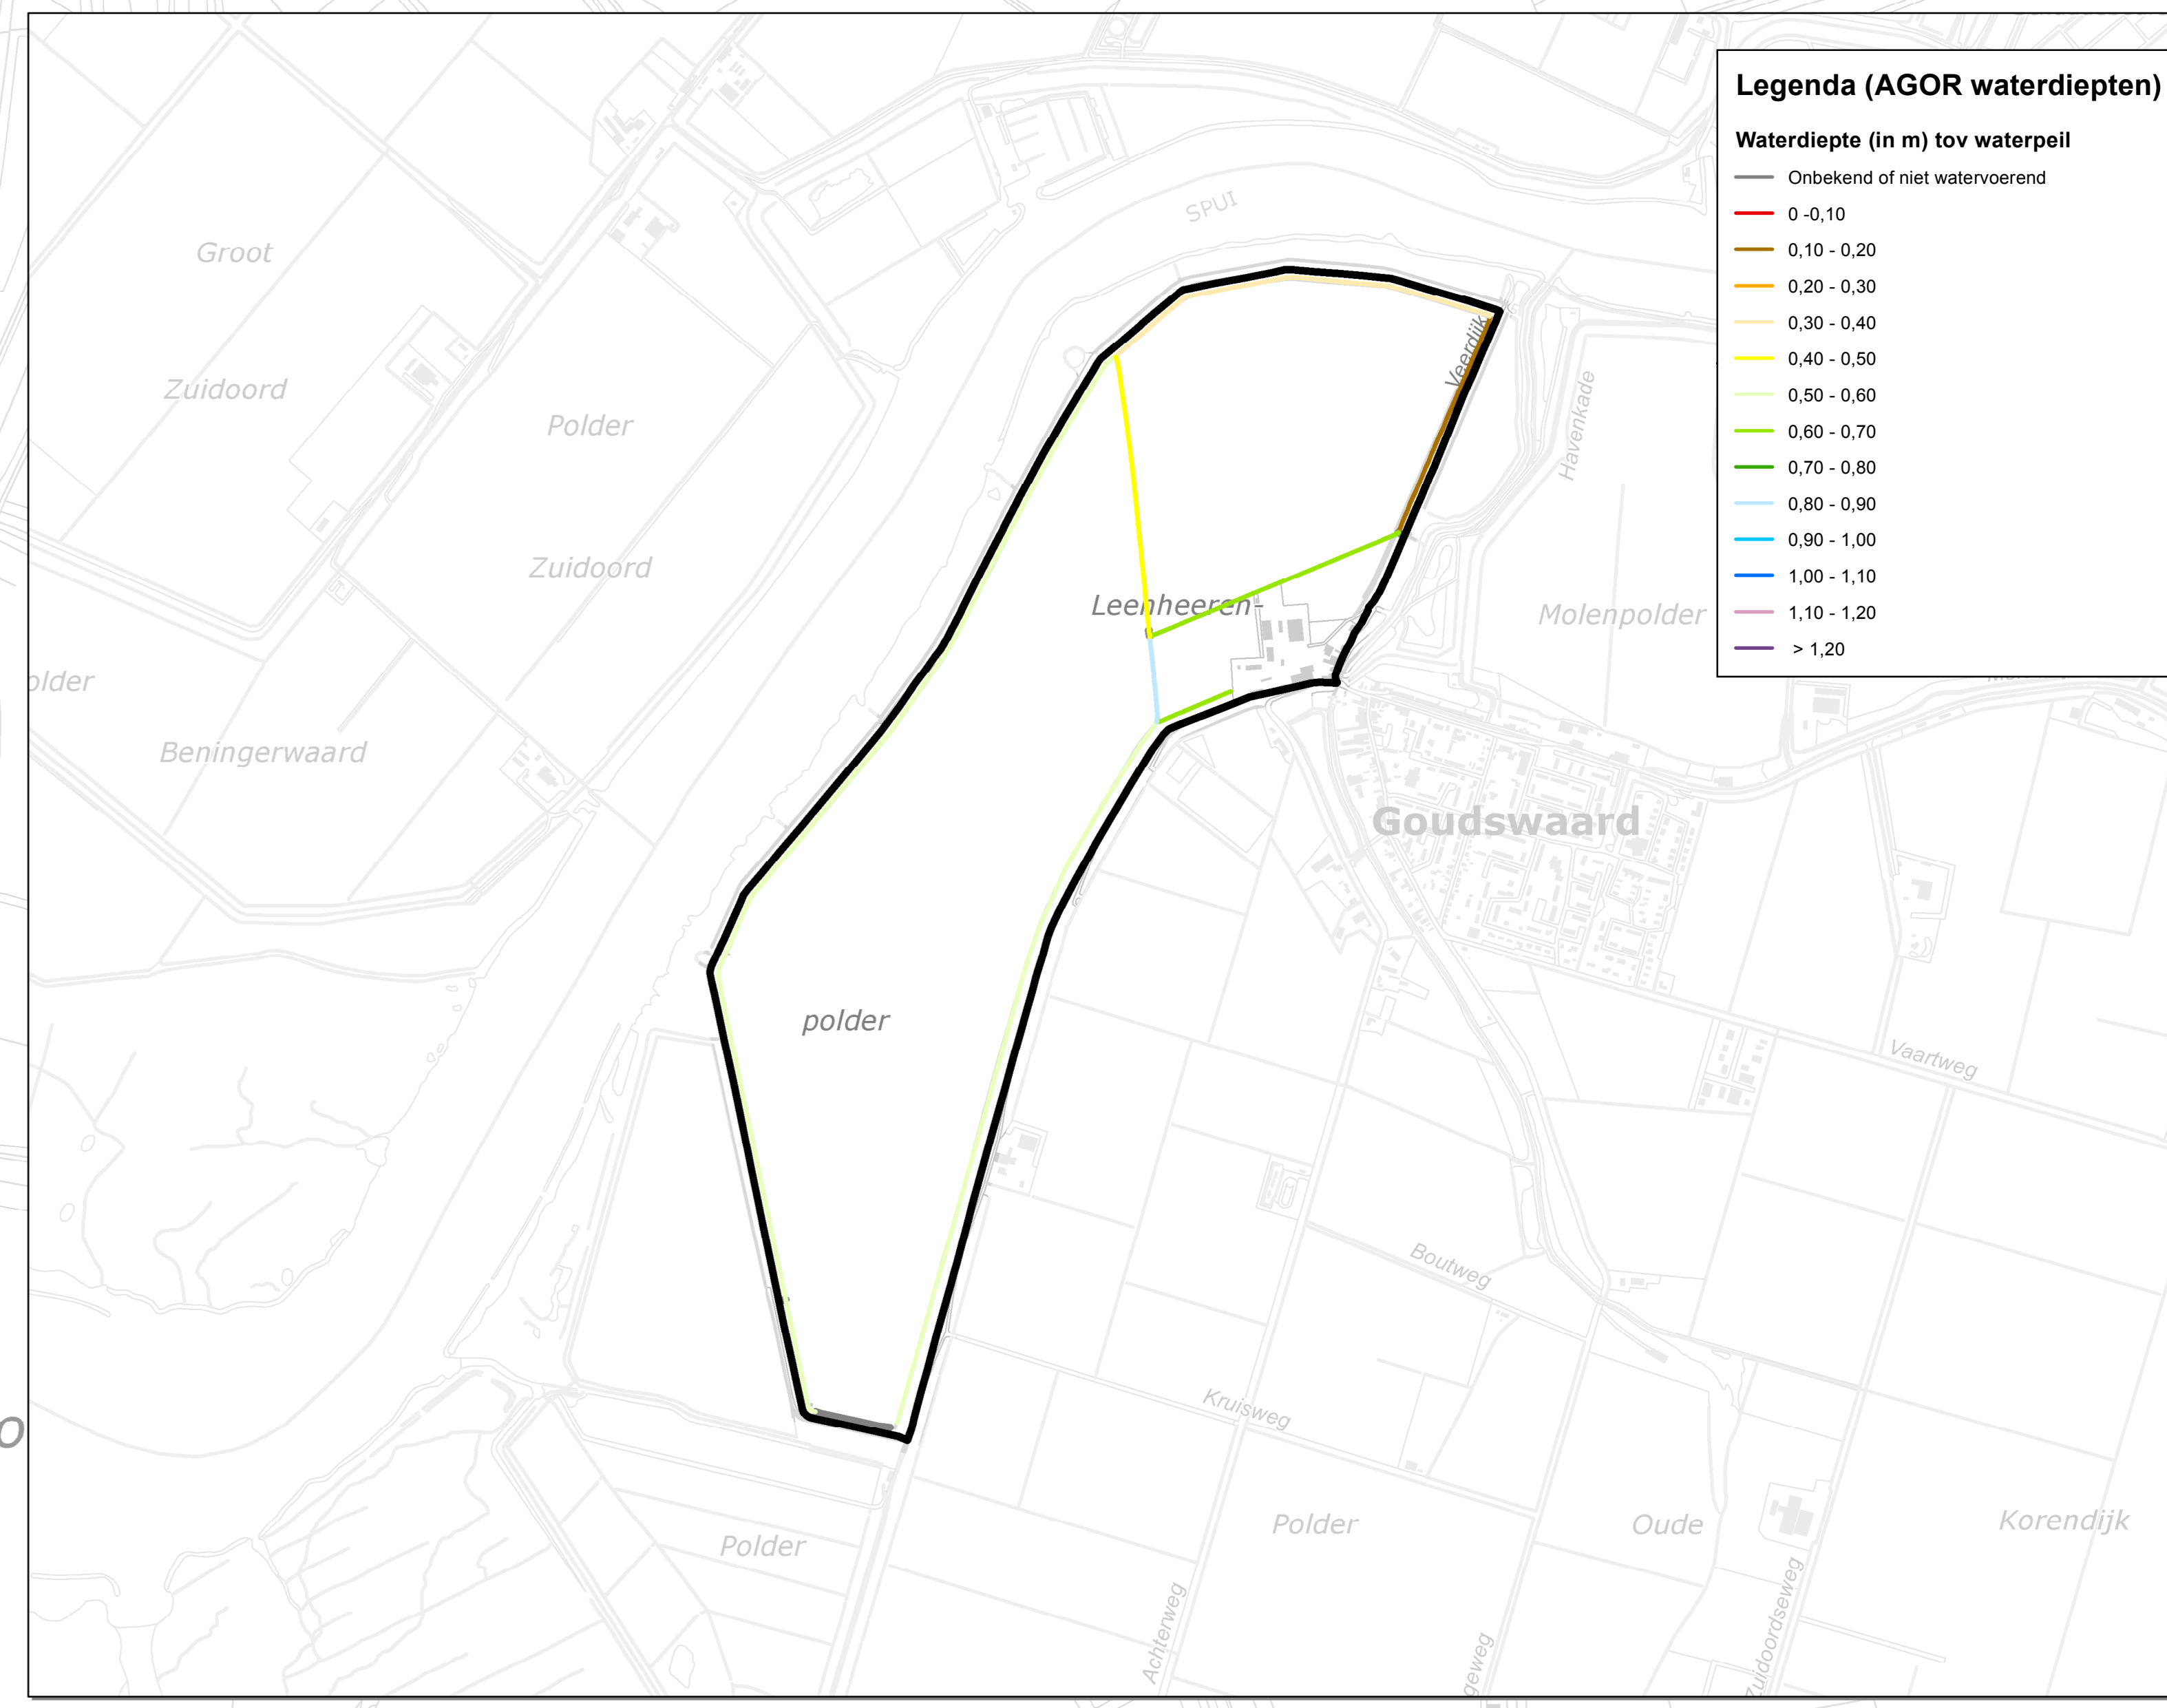 Legenda (AGOR waterdiepten)
Waterdiepte (in m) tov waterpeil
Onbekend of niet watervoerend
0 -0,10
0,10 - 0,20
0,20 - 0,30
0,30 - 0,40
0,40 - 0,50
0,50 - 0,60
0,60 - 0,70
0,70 - 0,80
0,80 - 0,90
0,90 - 1,00
1,00 - 1,10
1,10 - 1,20
> 1,20
SPUI
Groot
Zuidoord
Polder
Zuidoord
Veerdijk
Havenkade
Leenheeren-
Molenpolder
older
Beningerwaard
Goudswaard
polder
Vaartweg
Boutweg
Kruisweg
Polder
Polder
Oude
Korendijk
Achterweg
geweg
Zuidoordseweg
o